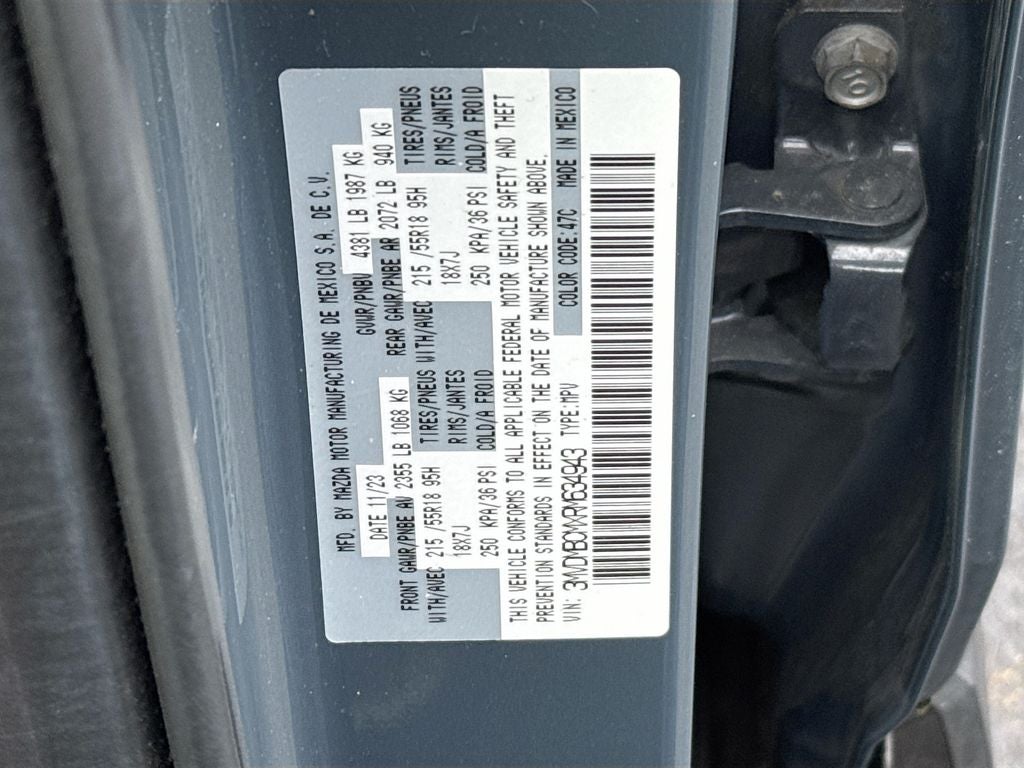 MFD. BY MAZDA MOTOR MANUFACTURING DE MEXICO S.A. DE C.V.
DATE 11/23 GVWR/PNBV 4381 LB 1987 KG
FRONT GAWR/PNBE AV 2355 LB 1068 KG REAR GAWR/PNBE AR 2072 LB 940 KG
WITH/AVEC 215 /55R18 95H TIRES/PNEUS WITH/AVEC 215 /55R18 95H TIRES/PNEUS
18X7J RIMS/JANTES 18X7J RIMS/JANTES
250 KPA/36 PSI COLD/A FROID 250 KPA/36 PSI COLD/A FROID
THIS VEHICLE CONFORMS TO ALL APPLICABLE FEDERAL MOTOR VEHICLE SAFETY AND THEFT
PREVENTION STANDARDS IN EFFECT ON THE DATE OF MANUFACTURE SHOWN ABOVE.
VIN: 3MVDMBCMXRM634943 TYPE:MPV COLOR CODE:47C MADE IN MEXICO